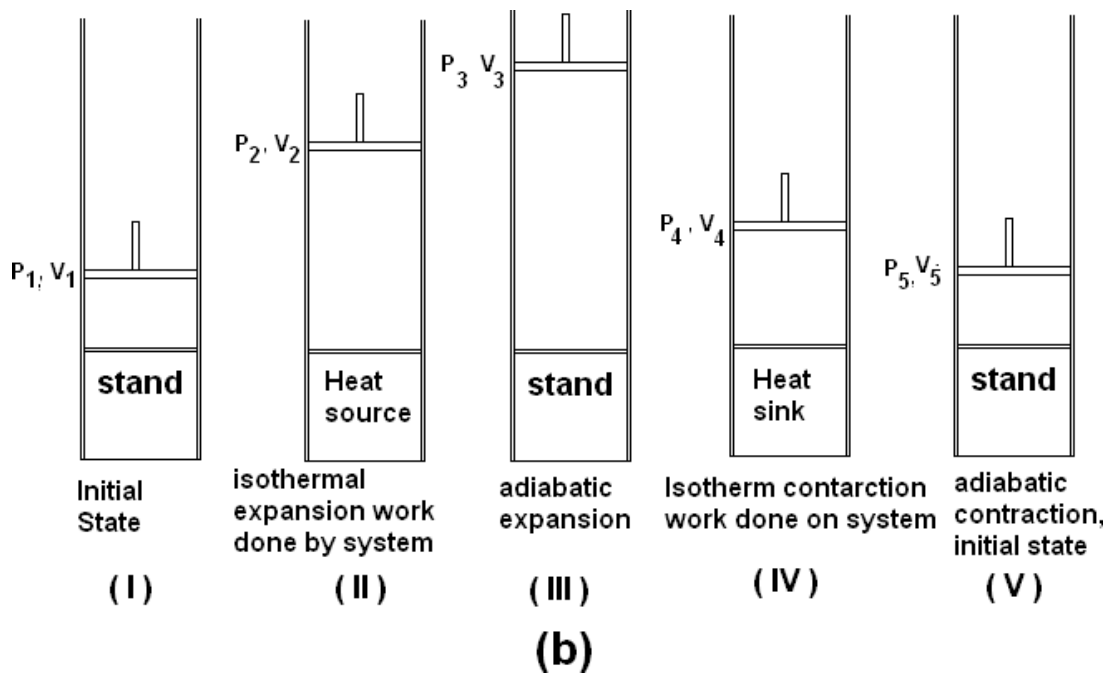 P1, V1
stand
Initial
State
( I )
P2, V2
Heat
source
isothermal
expansion work
done by system
( II )
P3 V3
stand
adiabatic
expansion
( III )
P4 , V4
Heat
sink
Isotherm contarction
work done on system
( IV )
P5, V5
stand
adiabatic
contraction,
initial state
( V )
(b)